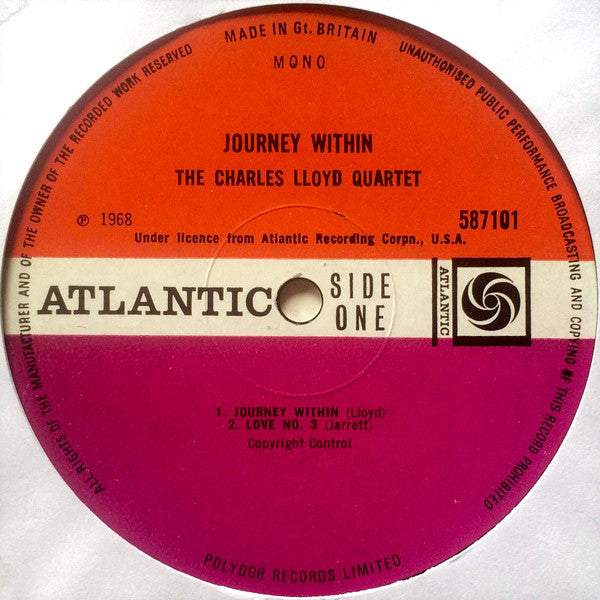 MADE IN Gt. BRITAIN
ALL RIGHTS OF THE MANUFACTURER AND OF THE OWNER OF THE RECORDED WORK RESERVED
UNAUTHORISED PUBLIC PERFORMANCE BROADCASTING AND COPYING OF THIS RECORD PROHIBITED
MONO
JOURNEY WITHIN
THE CHARLES LLOYD QUARTET
℗ 1968
587101
Under licence from Atlantic Recording Corpn., U.S.A.
ATLANTIC
SIDE
ONE
ATLANTIC
1. JOURNEY WITHIN (Lloyd)
2. LOVE NO. 3 (Jarrett)
Copyright Control
POLYDOR RECORDS LIMITED